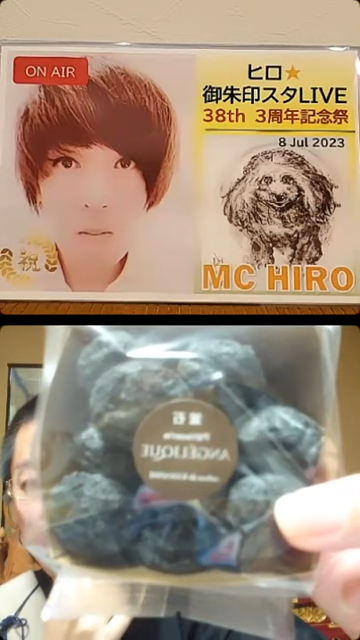 ON AIR
ヒロ★
御朱印スタLIVE
38th 3周年記念祭
8 Jul 2023
祝
MC HIRO
Patisserie
ANGELIQUE